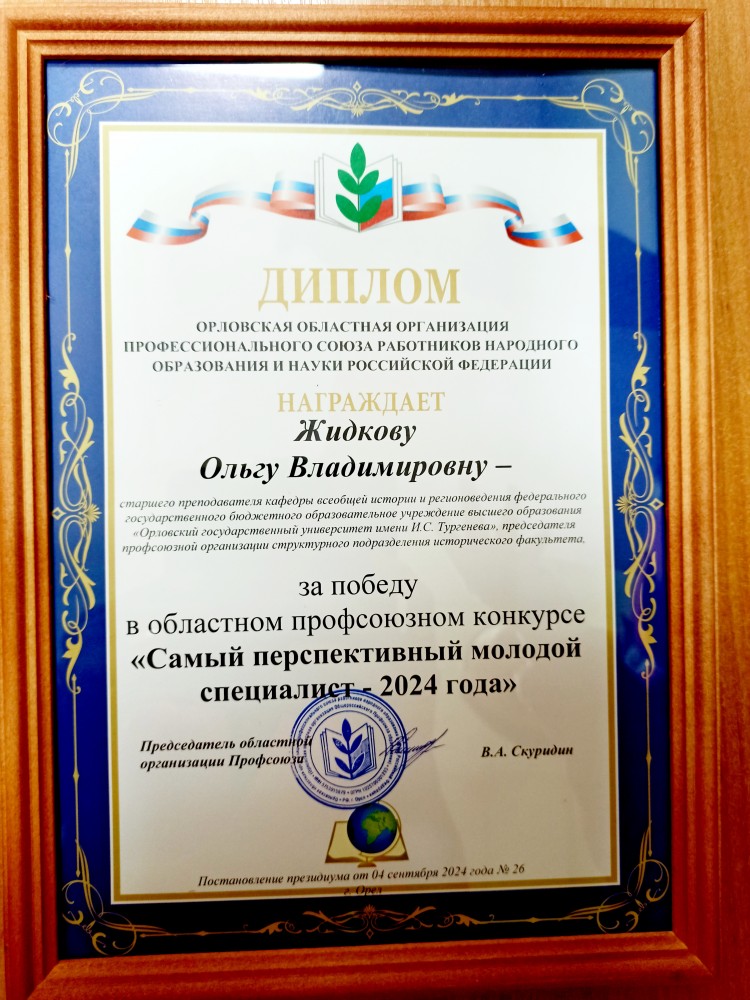 ДИПЛОМ
ОРЛОВСКАЯ ОБЛАСТНАЯ ОРГАНИЗАЦИЯ
ПРОФЕССИОНАЛЬНОГО СОЮЗА РАБОТНИКОВ НАРОДНОГО
ОБРАЗОВАНИЯ И НАУКИ РОССИЙСКОЙ ФЕДЕРАЦИИ
НАГРАЖДАЕТ
Жидкову
Ольгу Владимировну –
старшего преподавателя кафедры всеобщей истории и регионоведения федерального
государственного бюджетного образовательное учреждение высшего образования
«Орловский государственный университет имени И.С. Тургенева», председателя
профсоюзной организации структурного подразделения исторического факультета.
за победу
в областном профсоюзном конкурсе
«Самый перспективный молодой
специалист - 2024 года»
Председатель областной
организации Профсоюза
В.А. Скуридин
Постановление президиума от 04 сентября 2024 года № 26
г. Орел